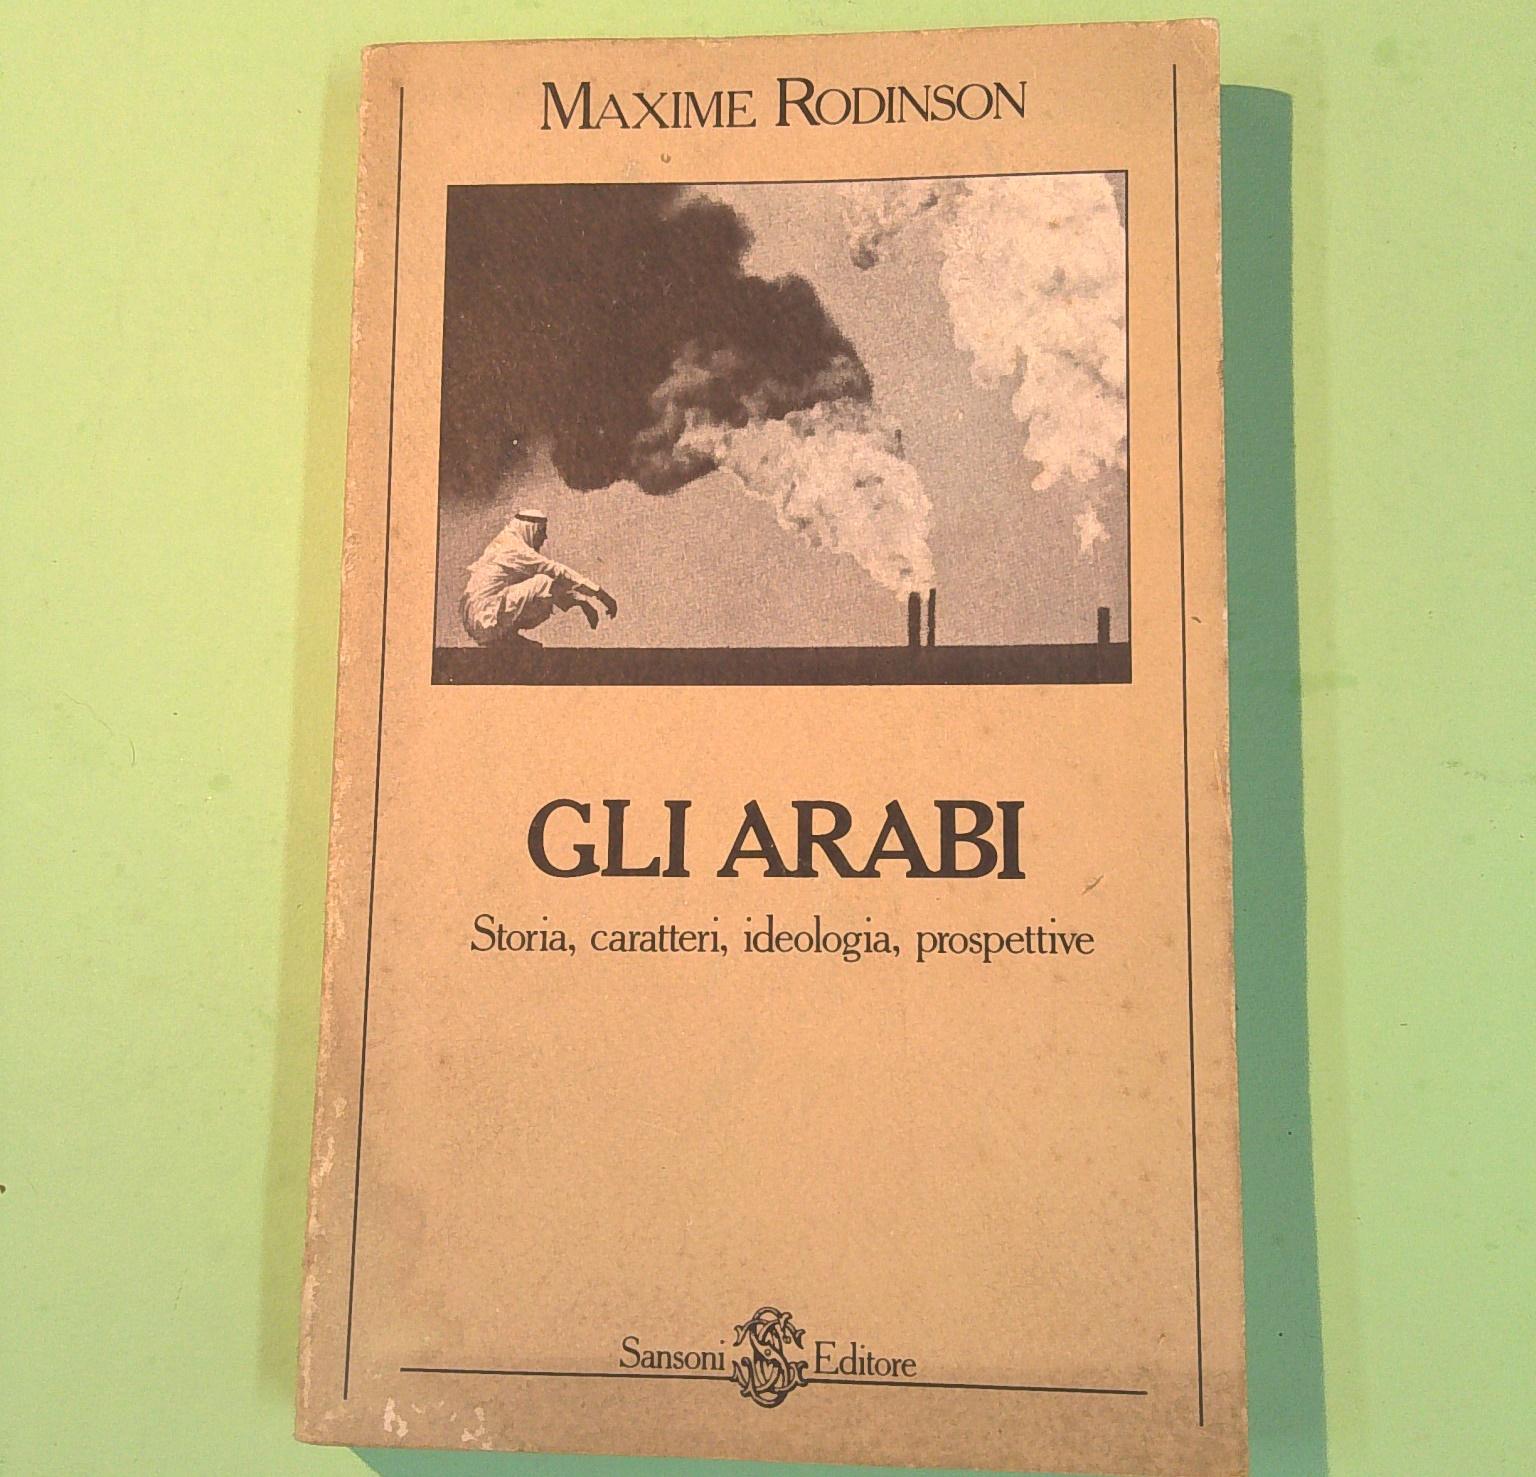 MAXIME RODINSON
GLI ARABI
Storia, caratteri, ideologia, prospettive
Sansoni Editore